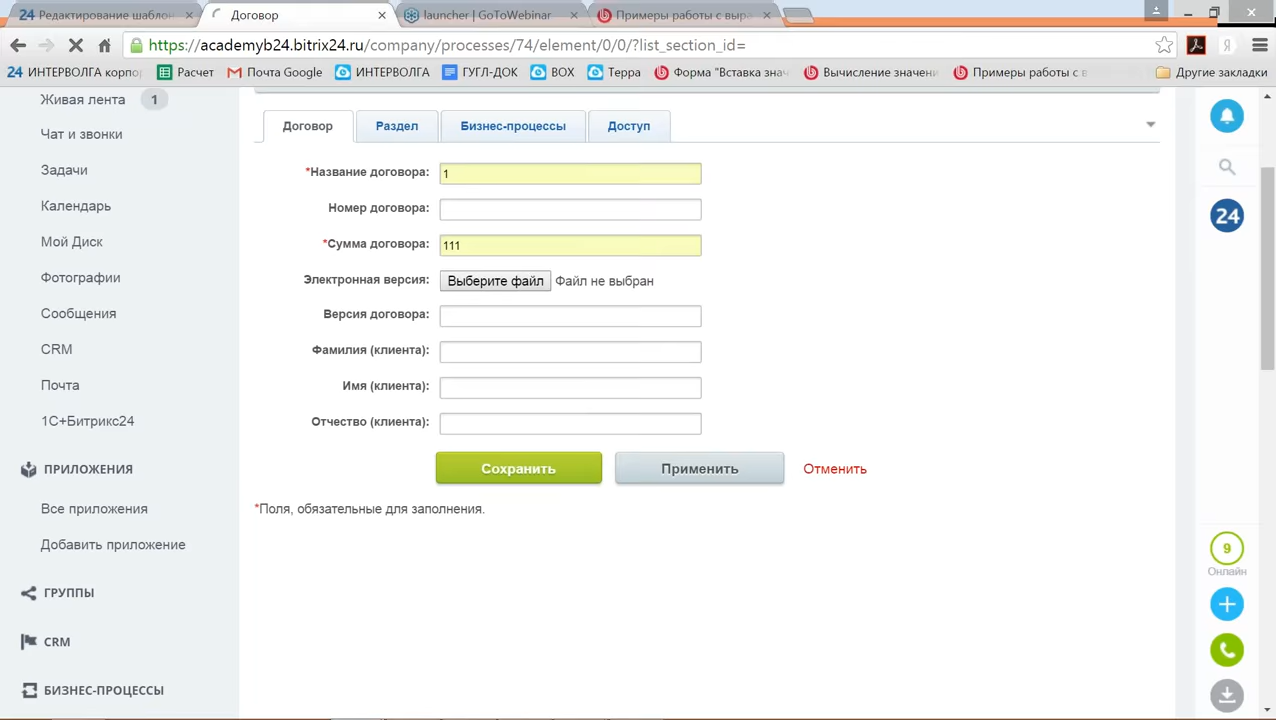 24 Редактирование шаблон
Договор
launcher | GoToWebinar
Примеры работы с выр
https://academyb24.bitrix24.ru/company/processes/74/element/0/0/?list_section_id=
24 ИНТЕРВОЛГА корпор
Расчет
Почта Google
ИНТЕРВОЛГА
ГУГЛ-ДОК
ВОХ
Терра
Форма "Вставка знач
Вычисление значени
Примеры работы с в
Другие закладки
Живая лента 1
Чат и звонки
Задачи
Календарь
Мой Диск
Фотографии
Сообщения
CRM
Почта
1С+Битрикс24
ПРИЛОЖЕНИЯ
Все приложения
Добавить приложение
ГРУППЫ
CRM
БИЗНЕС-ПРОЦЕССЫ
Договор Раздел Бизнес-процессы Доступ
*Название договора: 1
Номер договора:
*Сумма договора: 111
Электронная версия: Выберите файл Файл не выбран
Версия договора:
Фамилия (клиента):
Имя (клиента):
Отчество (клиента):
Сохранить Применить Отменить
*Поля, обязательные для заполнения.
Я
24
9
Онлайн